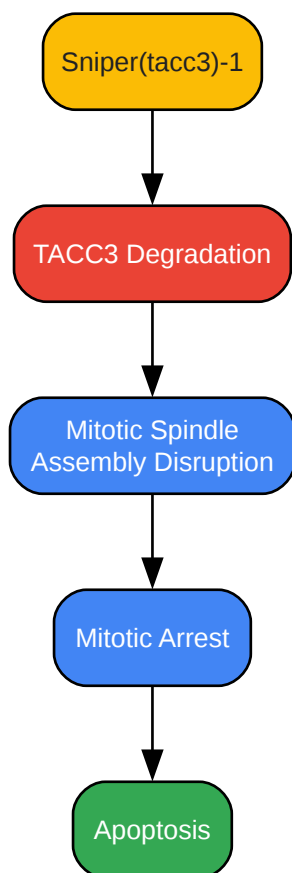 Sniper(tacc3)-1
TACC3 Degradation
Mitotic Spindle
Assembly Disruption
Mitotic Arrest
Apoptosis